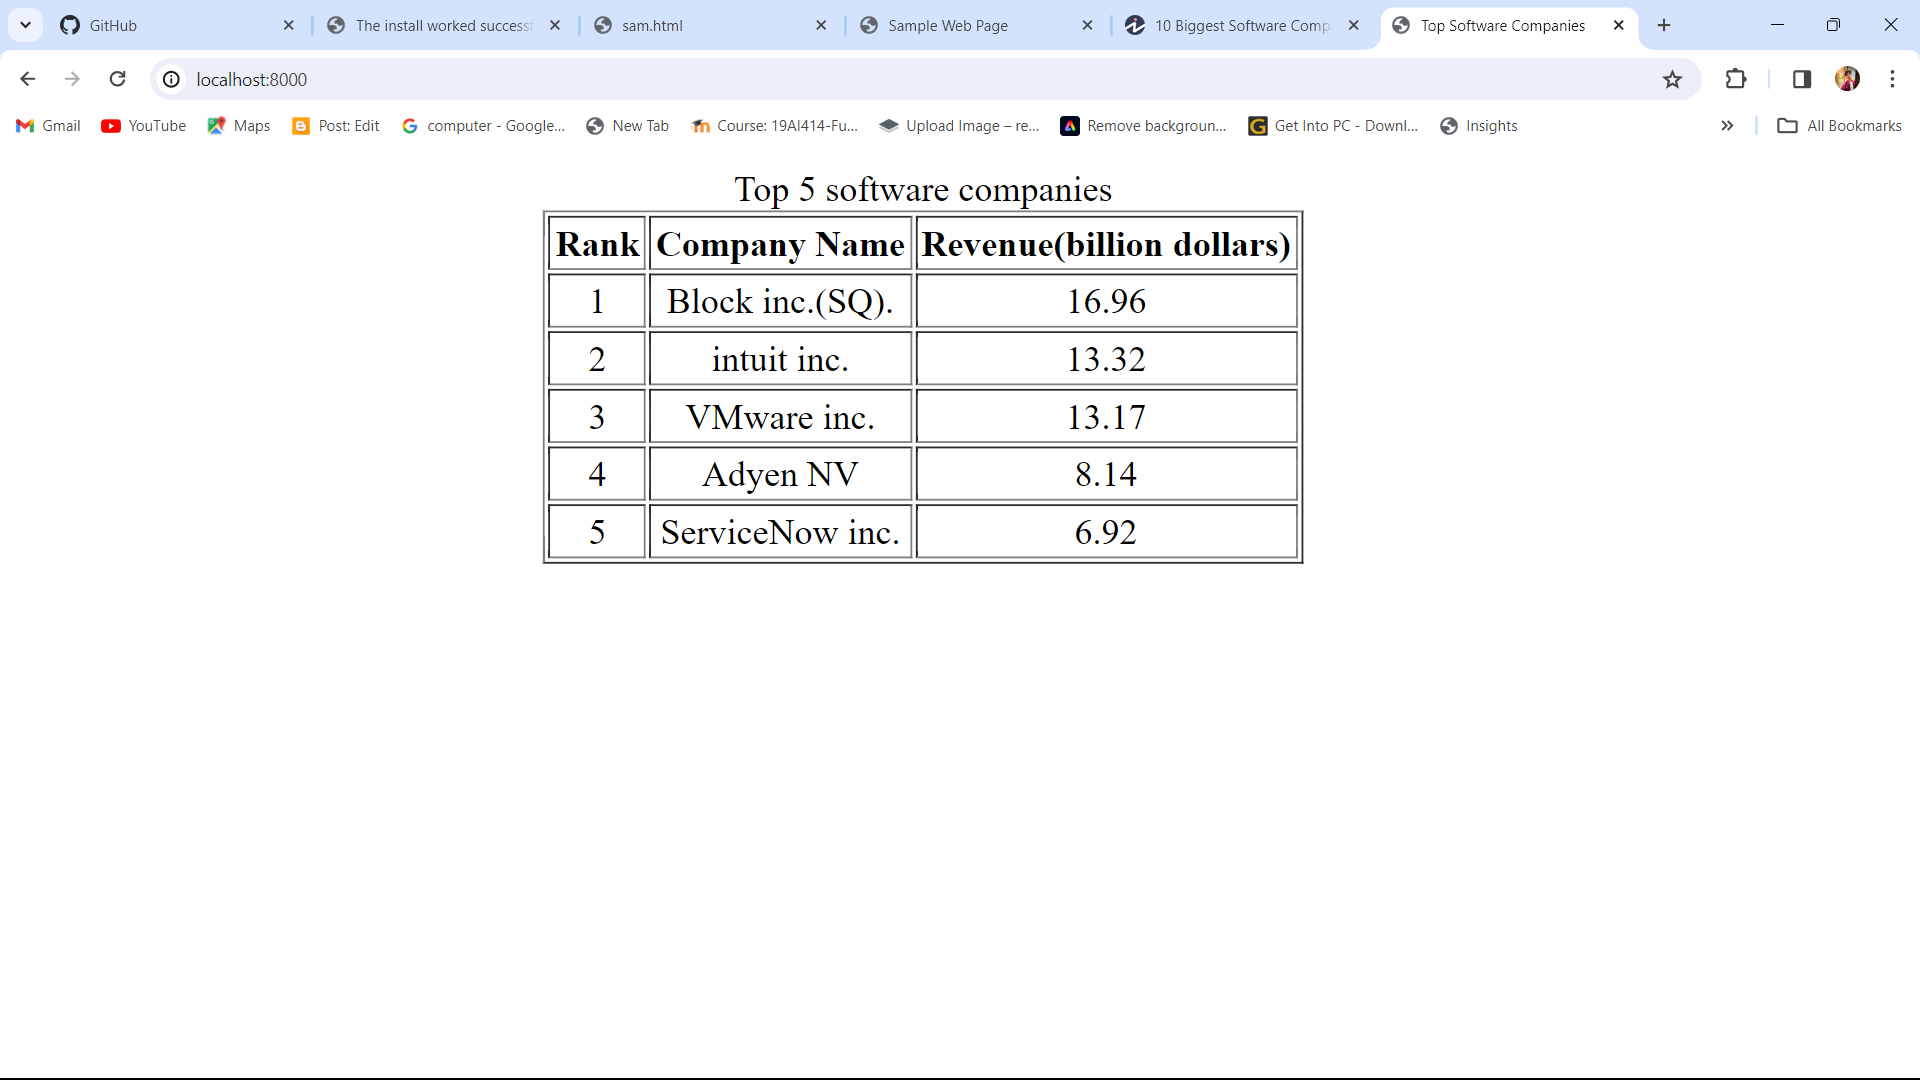 GitHub
The install worked success
sam.html
Sample Web Page
10 Biggest Software Comp
Top Software Companies
localhost:8000
Gmail
YouTube
Maps
Post: Edit
computer - Google...
New Tab
Course: 19AI414-Fu...
Upload Image – re...
Remove backgroun...
Get Into PC - Downl...
Insights
All Bookmarks
Top 5 software companies
Rank Company Name Revenue(billion dollars)
1 Block inc.(SQ). 16.96
2 intuit inc. 13.32
3 VMware inc. 13.17
4 Adyen NV 8.14
5 ServiceNow inc. 6.92